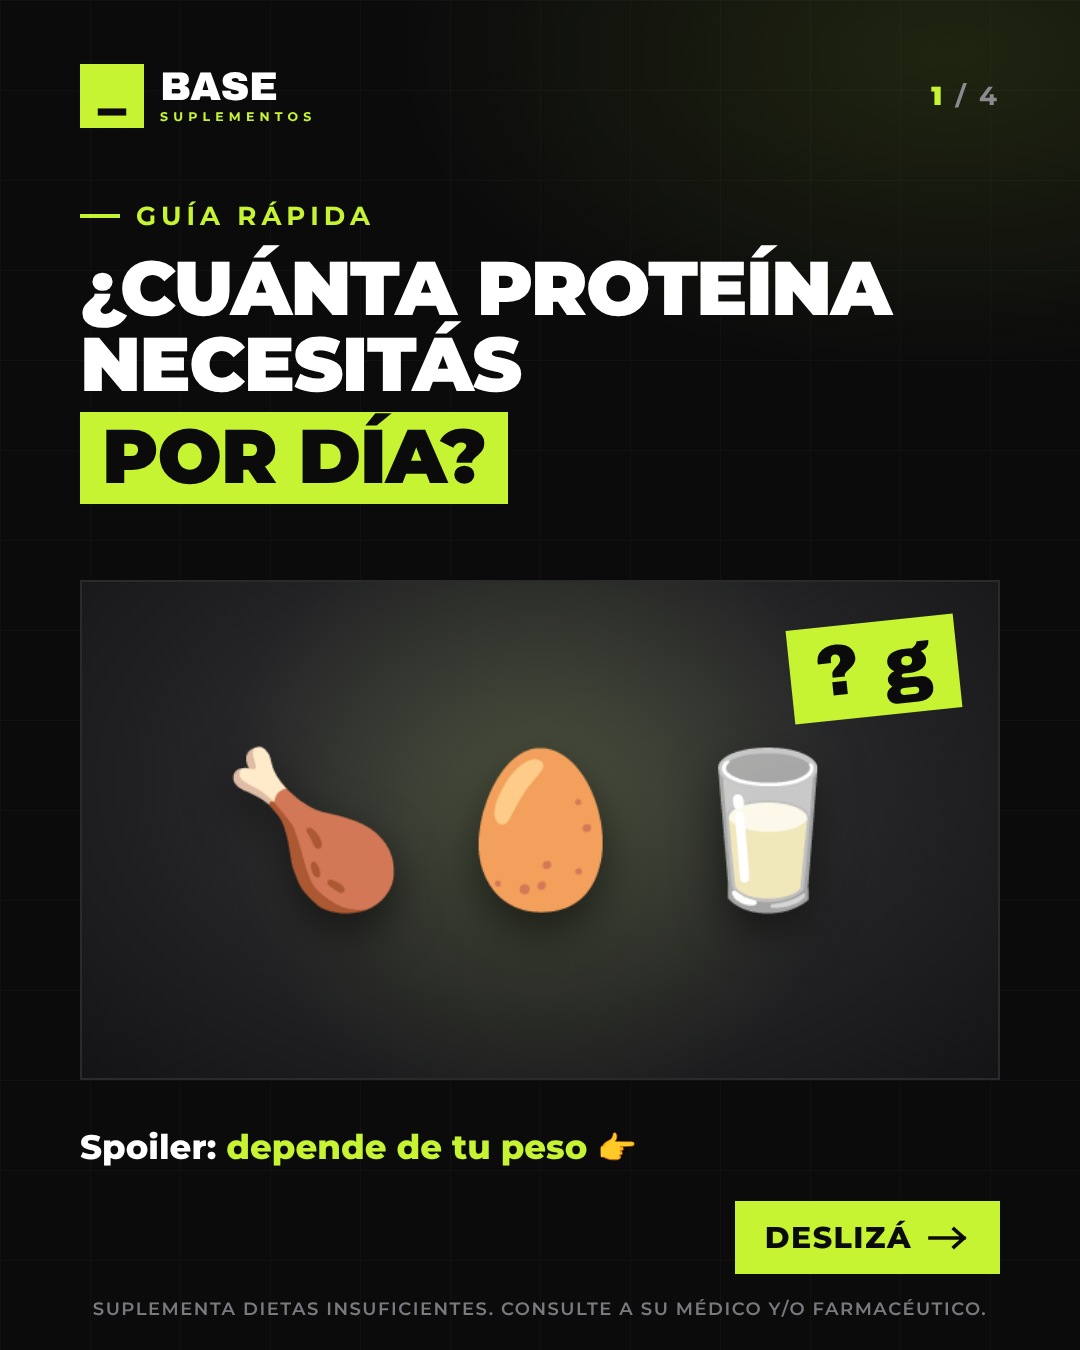 BASE
SUPLEMENTOS
1 / 4
GUÍA RÁPIDA
¿CUÁNTA PROTEÍNA
NECESITÁS
POR DÍA?
? g
Spoiler: depende de tu peso 👉
DESLIZÁ →
SUPLEMENTA DIETAS INSUFICIENTES. CONSULTE A SU MÉDICO Y/O FARMACÉUTICO.